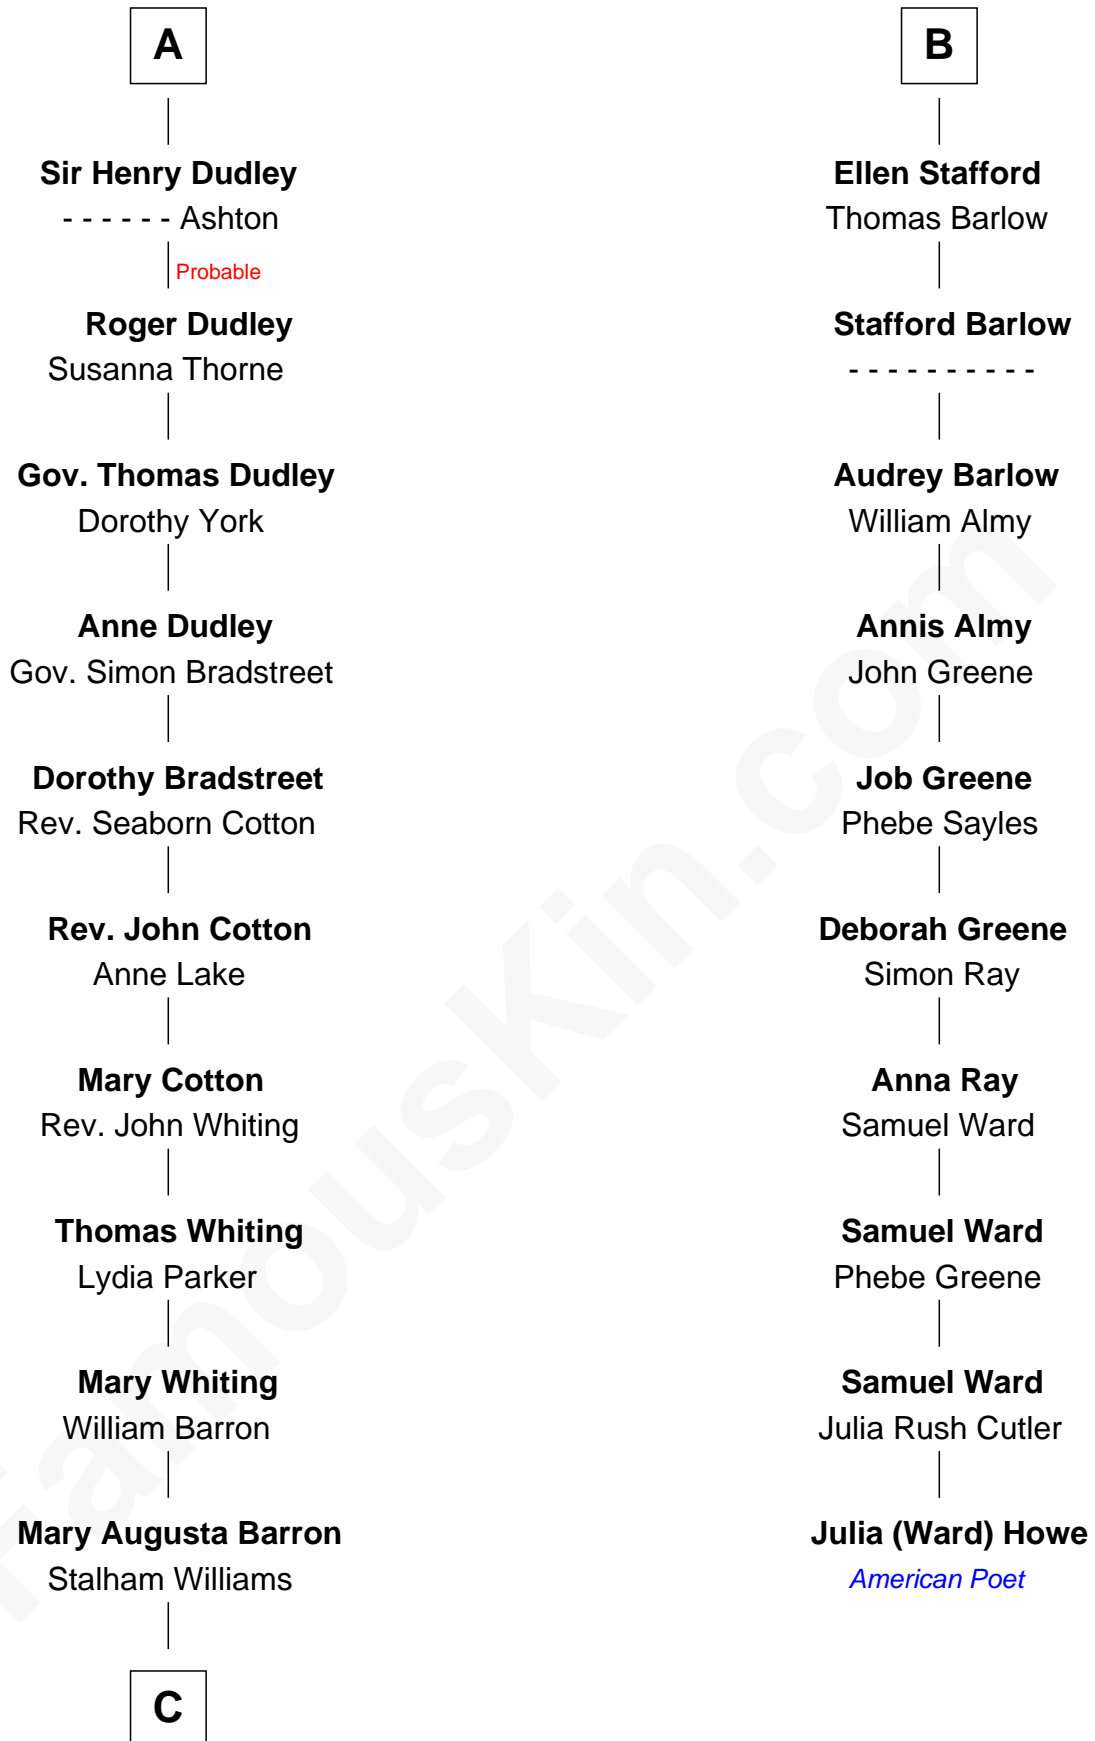 A
Sir Henry Dudley
- - - - - - Ashton
Probable
Roger Dudley
Susanna Thorne
Gov. Thomas Dudley
Dorothy York
Anne Dudley
Gov. Simon Bradstreet
Dorothy Bradstreet
Rev. Seaborn Cotton
Rev. John Cotton
Anne Lake
Mary Cotton
Rev. John Whiting
Thomas Whiting
Lydia Parker
Mary Whiting
William Barron
Mary Augusta Barron
Stalham Williams
C
B
Ellen Stafford
Thomas Barlow
Stafford Barlow
- - - - - - - - - -
Audrey Barlow
William Almy
Annis Almy
John Greene
Job Greene
Phebe Sayles
Deborah Greene
Simon Ray
Anna Ray
Samuel Ward
Samuel Ward
Phebe Greene
Samuel Ward
Julia Rush Cutler
Julia (Ward) Howe
American Poet
FamousKin.com